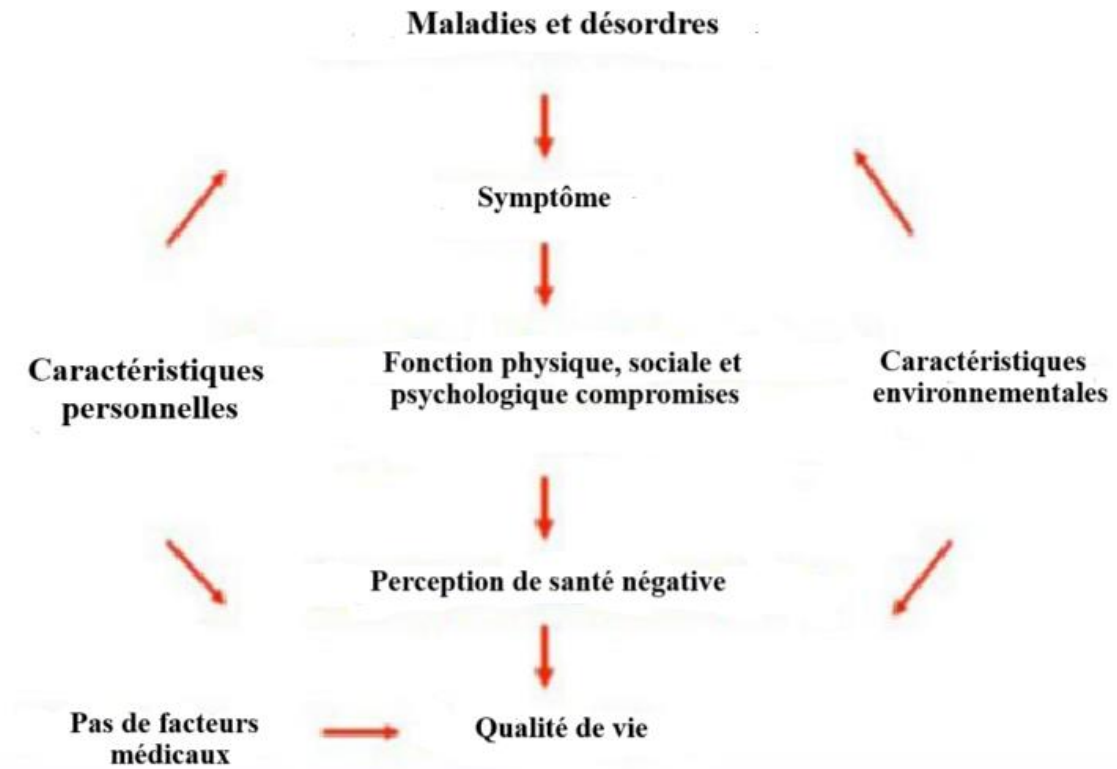 Maladies et désordres
Symptôme
Caractéristiques
personnelles
Fonction physique, sociale et
psychologique compromises
Caractéristiques
environnementales
Perception de santé négative
Pas de facteurs
médicaux
Qualité de vie